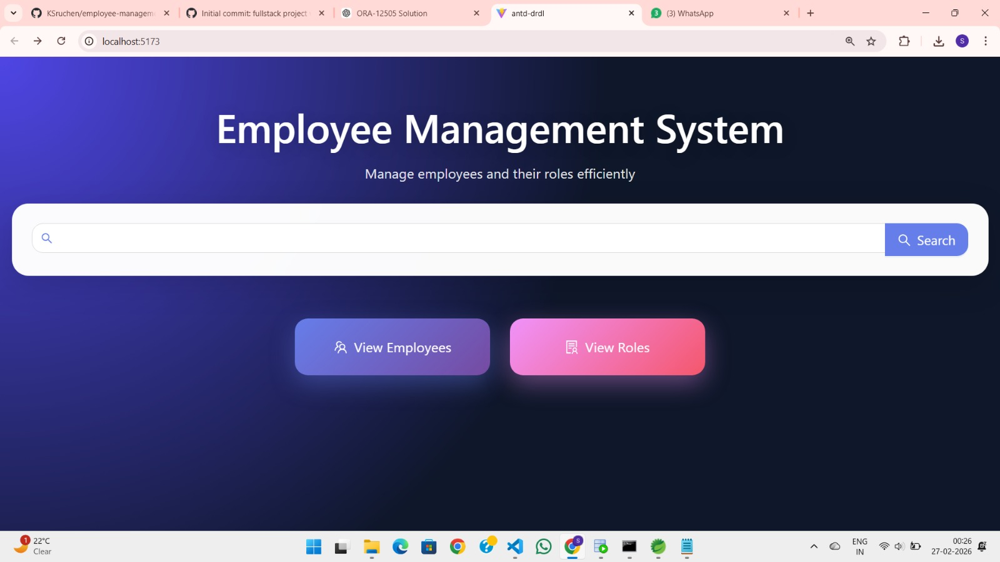 KSruchen/employee-managem
Initial commit: fullstack project
ORA-12505 Solution
antd-drdl
3
(3) WhatsApp
localhost:5173
S
Employee Management System
Manage employees and their roles efficiently
Search
View Employees
View Roles
1
22°C
Clear
S
ENG
IN
00:26
27-02-2026